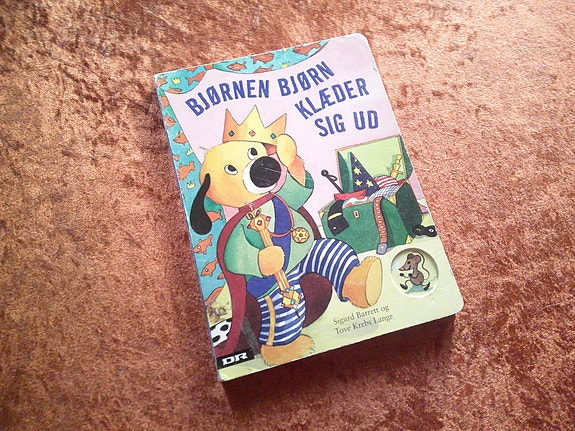 BJØRNEN BJØRN
KLÆDER
SIG UD
Sigurd Barrett og
Tove Krebs Lange
DR